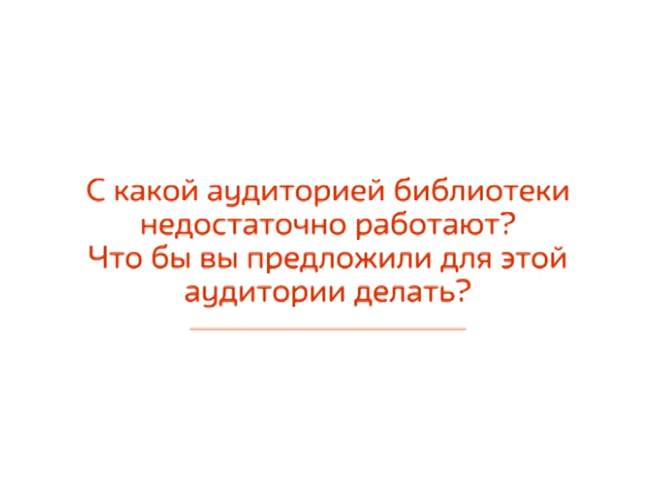 С какой аудиторией библиотеки
недостаточно работают?
Что бы вы предложили для этой
аудитории делать?